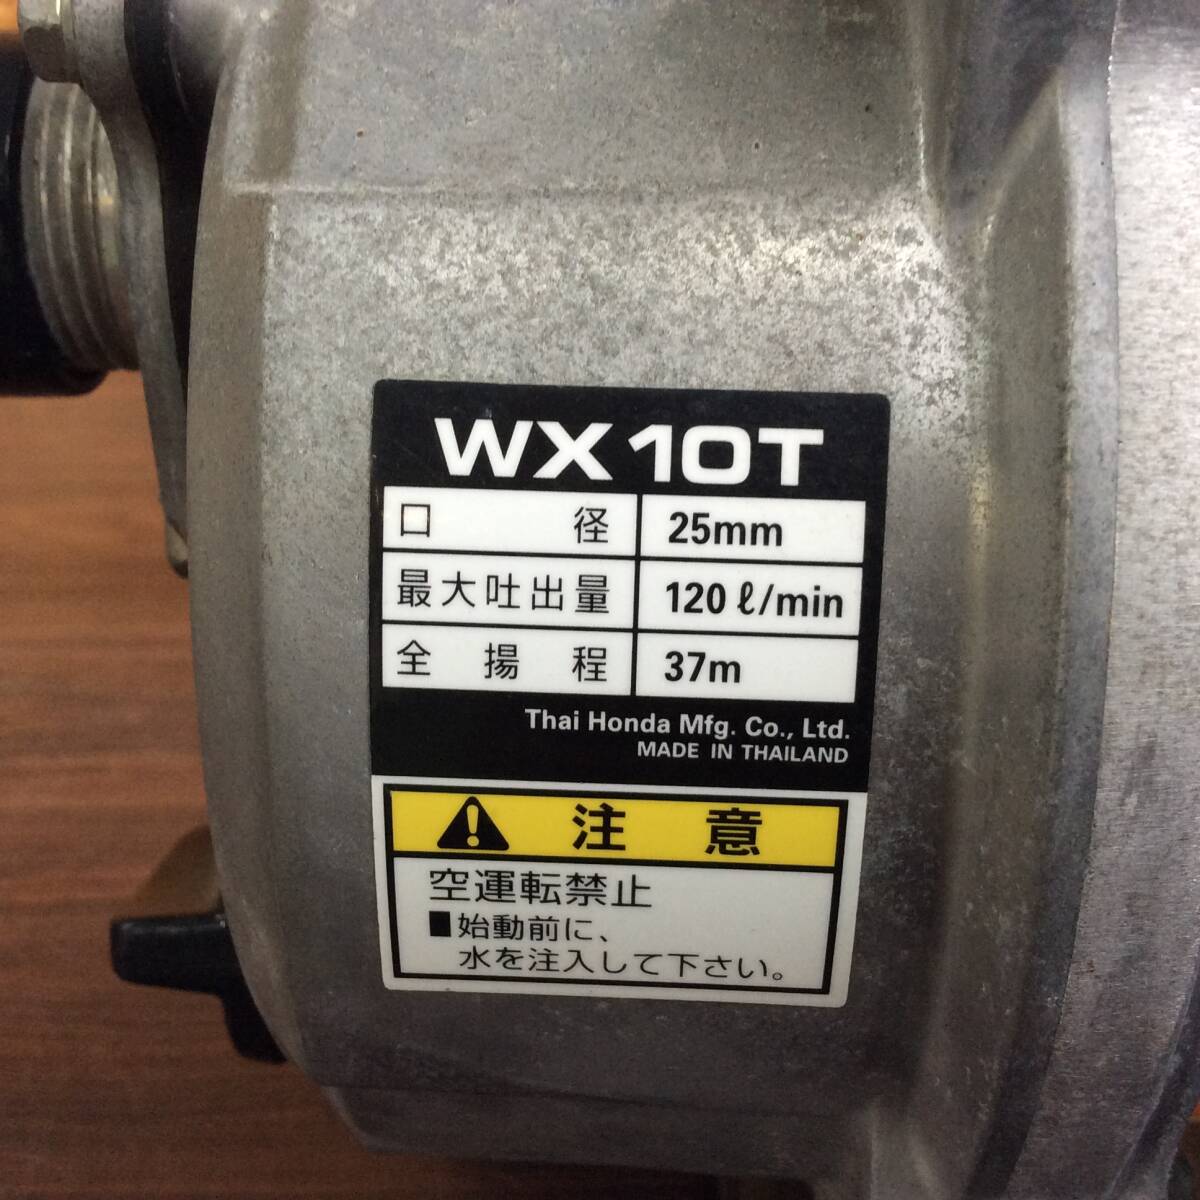 WX10T
口径 25mm
最大吐出量 120ℓ/min
全揚程 37m
Thai Honda Mfg. Co., Ltd.
MADE IN THAILAND
注意
空運転禁止
■始動前に、
水を注入して下さい。